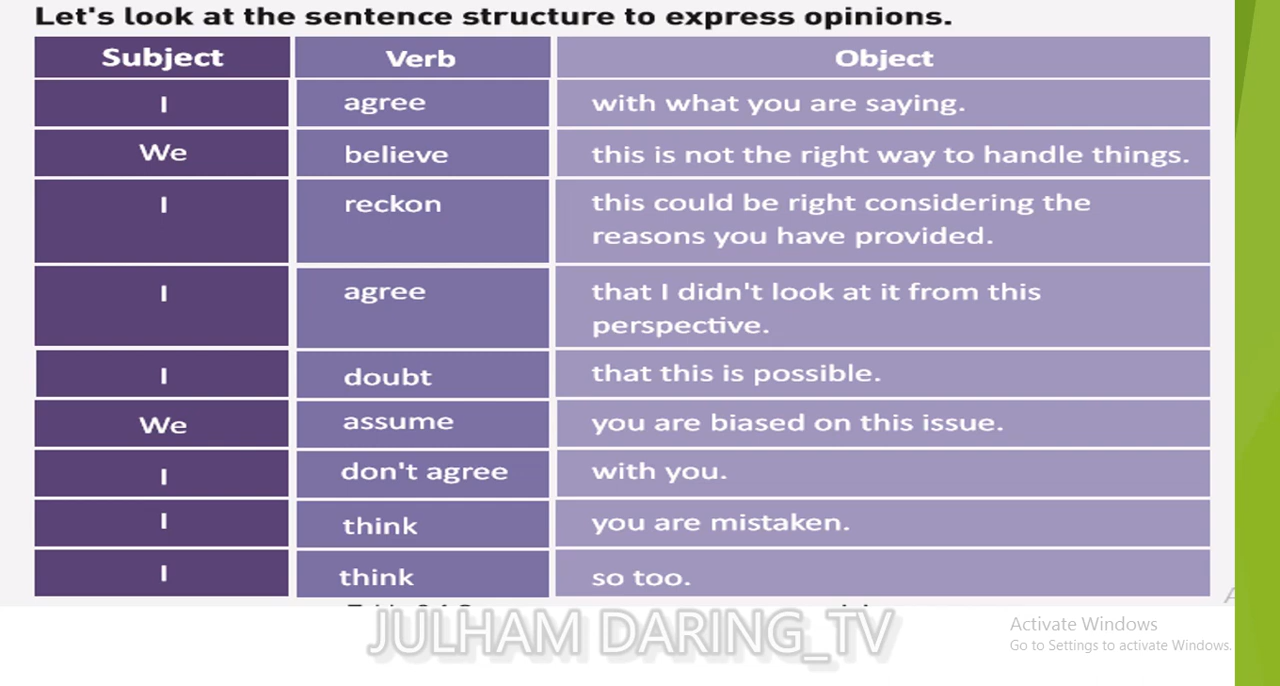 Let's look at the sentence structure to express opinions.
Subject Verb Object
I agree with what you are saying.
We believe this is not the right way to handle things.
I reckon this could be right considering the
reasons you have provided.
I agree that I didn't look at it from this
perspective.
I doubt that this is possible.
We assume you are biased on this issue.
I don't agree with you.
I think you are mistaken.
I think so too.
JULHAM DARING_TV
Activate Windows
Go to Settings to activate Windows.